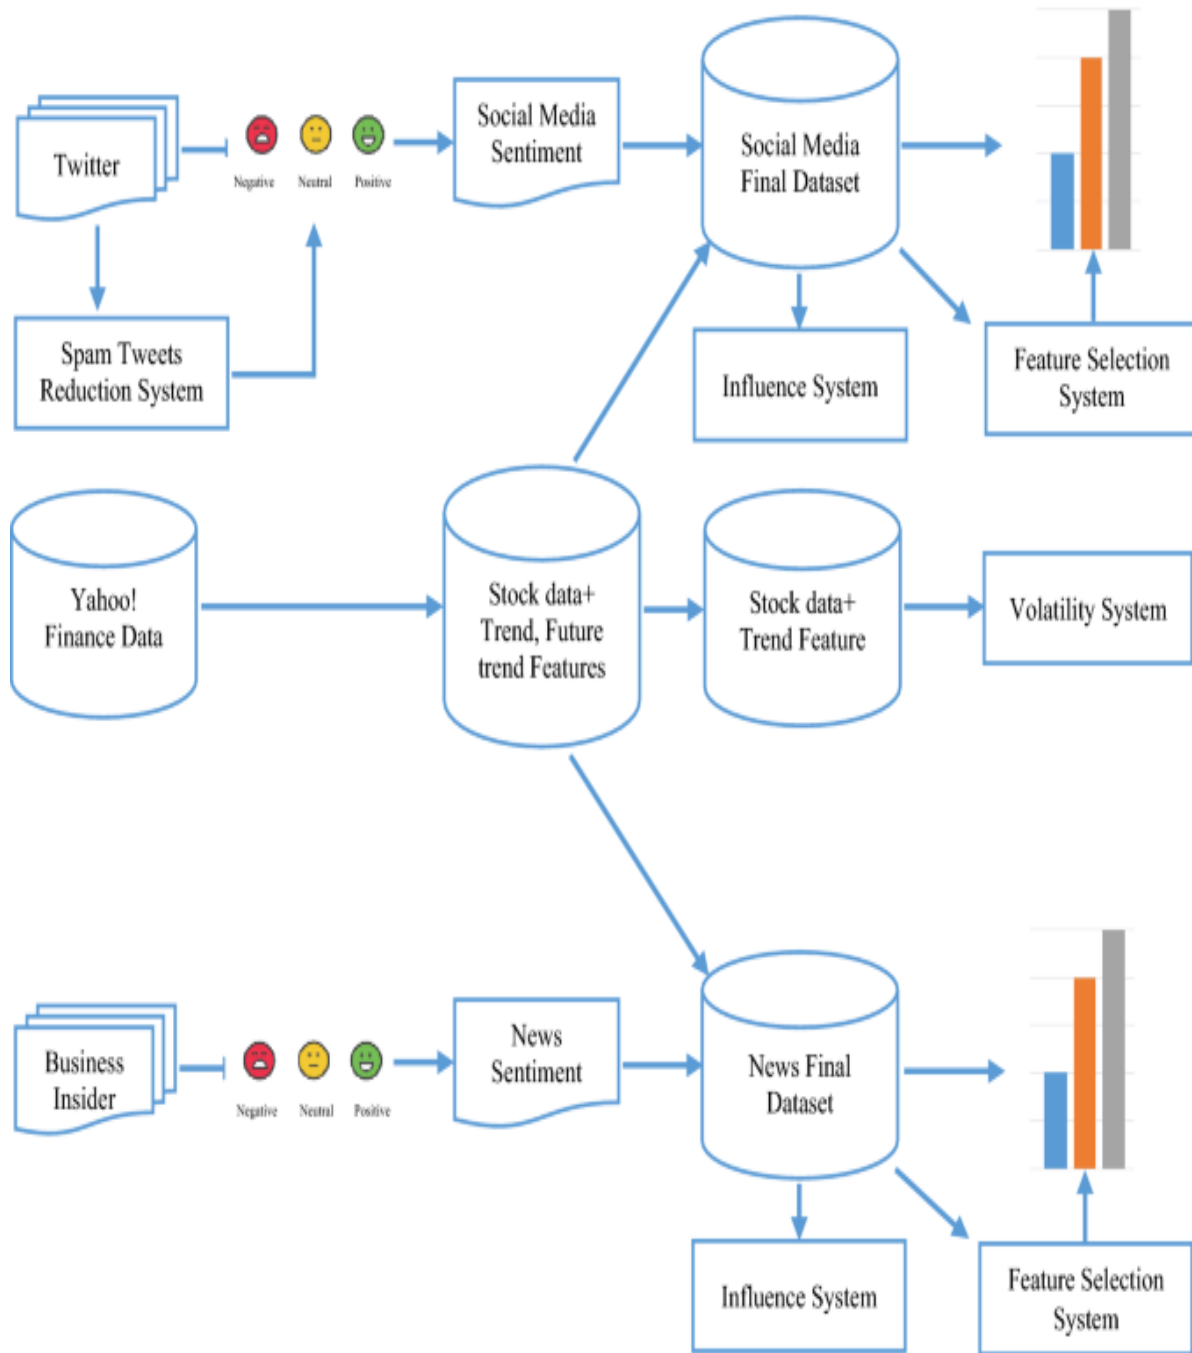 Twitter
Negative
Neutral
Positive
Social Media
Sentiment
Social Media
Final Dataset
Spam Tweets
Reduction System
Influence System
Feature Selection
System
Yahoo!
Finance Data
Stock data+
Trend, Future
trend Features
Stock data+
Trend Feature
Volatility System
Business
Insider
Negative
Neutral
Positive
News
Sentiment
News Final
Dataset
Influence System
Feature Selection
System